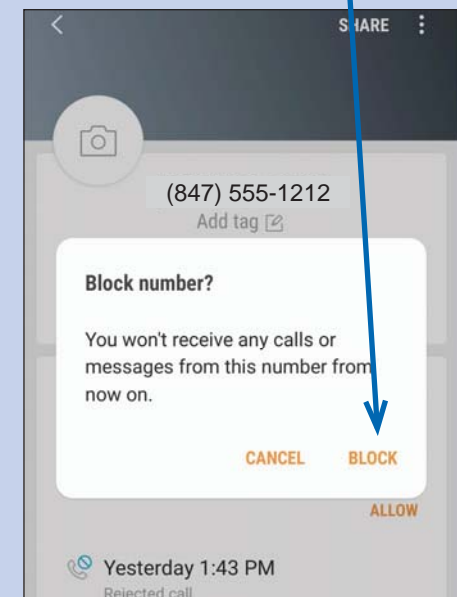 SHARE
(847) 555-1212
Add tag
Block number?
You won't receive any calls or
messages from this number from
now on.
CANCEL BLOCK
ALLOW
Yesterday 1:43 PM
Rejected call